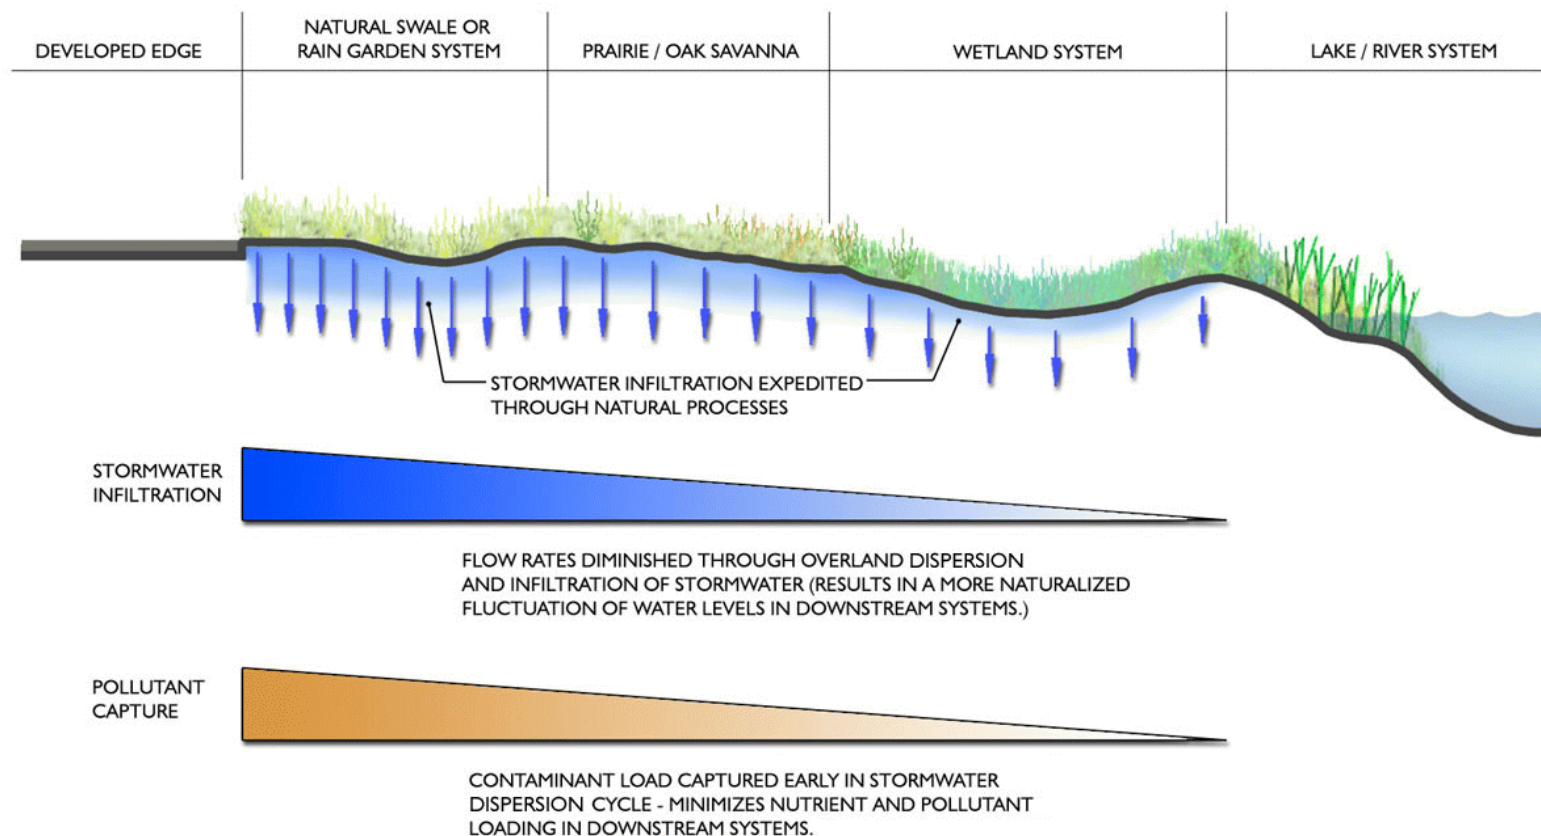 DEVELOPED EDGE
NATURAL SWALE OR
RAIN GARDEN SYSTEM
PRAIRIE / OAK SAVANNA
WETLAND SYSTEM
LAKE / RIVER SYSTEM
STORMWATER INFILTRATION EXPEDITED
THROUGH NATURAL PROCESSES
STORMWATER
INFILTRATION
FLOW RATES DIMINISHED THROUGH OVERLAND DISPERSION
AND INFILTRATION OF STORMWATER (RESULTS IN A MORE NATURALIZED
FLUCTUATION OF WATER LEVELS IN DOWNSTREAM SYSTEMS.)
POLLUTANT
CAPTURE
CONTAMINANT LOAD CAPTURED EARLY IN STORMWATER
DISPERSION CYCLE - MINIMIZES NUTRIENT AND POLLUTANT
LOADING IN DOWNSTREAM SYSTEMS.